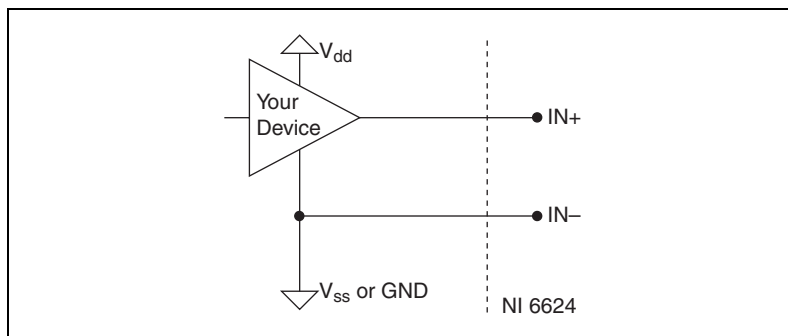 V_dd
Your
Device
IN+
IN–
V_ss or GND
NI 6624